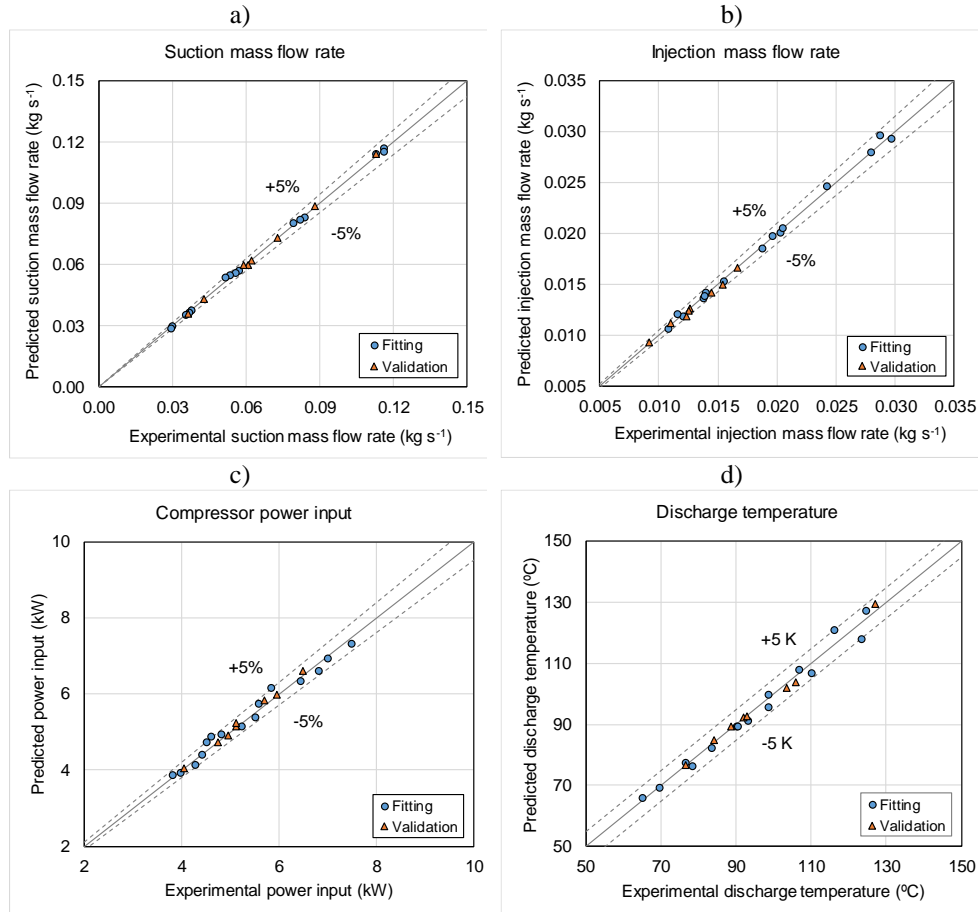 a)
Suction mass flow rate
Predicted suction mass flow rate (kg s⁻¹)
0.15
0.12
0.09
0.06
0.03
0.00
+5%
-5%
Fitting
Validation
0.00 0.03 0.06 0.09 0.12 0.15
Experimental suction mass flow rate (kg s⁻¹)
b)
Injection mass flow rate
Predicted injection mass flow rate (kg s⁻¹)
0.035
0.030
0.025
0.020
0.015
0.010
0.005
+5%
-5%
Fitting
Validation
0.005 0.010 0.015 0.020 0.025 0.030 0.035
Experimental injection mass flow rate (kg s⁻¹)
c)
Compressor power input
Predicted power input (kW)
10
8
6
4
2
+5%
-5%
Fitting
Validation
2 4 6 8 10
Experimental power input (kW)
d)
Discharge temperature
Predicted discharge temperature (ºC)
150
130
110
90
70
50
+5 K
-5 K
Fitting
Validation
50 70 90 110 130 150
Experimental discharge temperature (ºC)